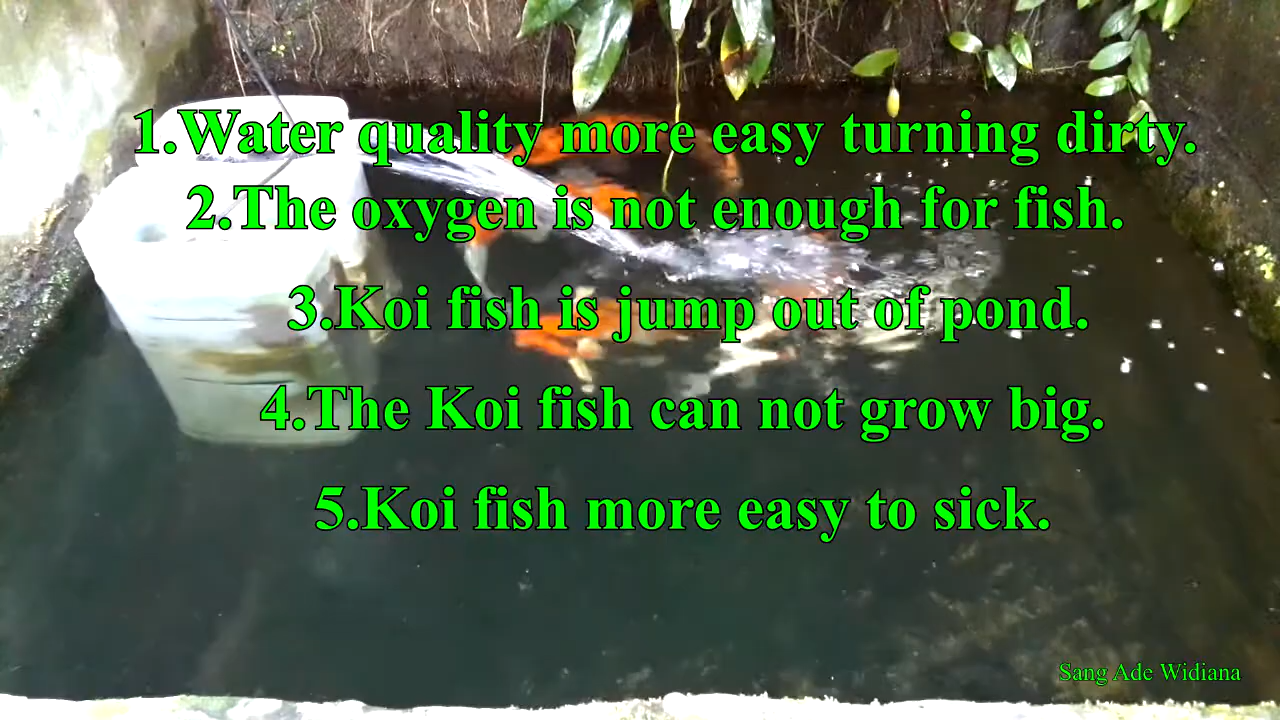 1.Water quality more easy turning dirty.
2.The oxygen is not enough for fish.
3.Koi fish is jump out of pond.
4.The Koi fish can not grow big.
5.Koi fish more easy to sick.
Sang Ade Widiana